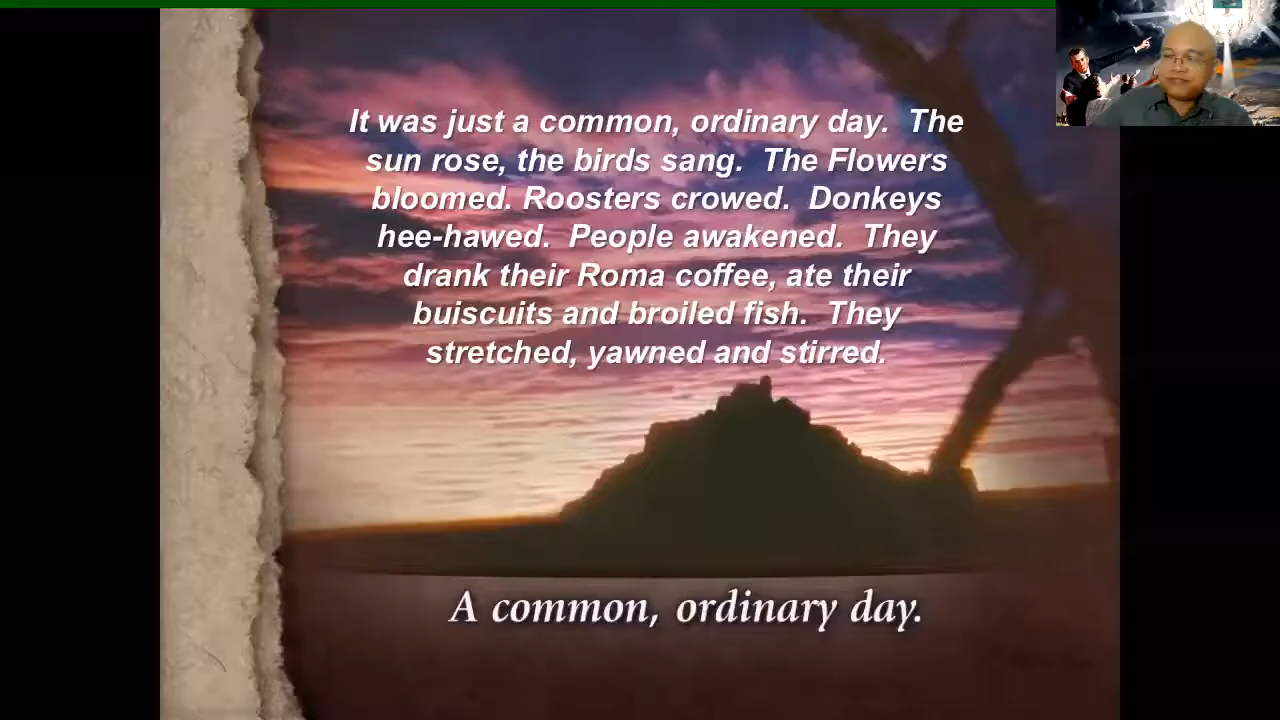 It was just a common, ordinary day. The
sun rose, the birds sang. The Flowers
bloomed. Roosters crowed. Donkeys
hee-hawed. People awakened. They
drank their Roma coffee, ate their
buiscuits and broiled fish. They
stretched, yawned and stirred.
A common, ordinary day.